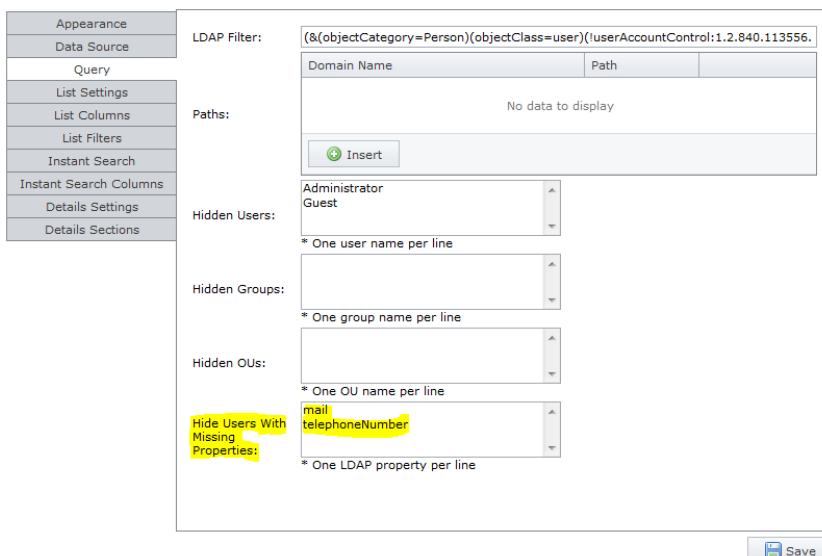 Appearance
Data Source
Query
List Settings
List Columns
List Filters
Instant Search
Instant Search Columns
Details Settings
Details Sections
LDAP Filter:
(&(objectCategory=Person)(objectClass=user)(!userAccountControl:1.2.840.113556.
Paths:
Domain Name Path
No data to display
Insert
Hidden Users:
Administrator
Guest
* One user name per line
Hidden Groups:
* One group name per line
Hidden OUs:
* One OU name per line
Hide Users With
Missing
Properties:
mail
telephoneNumber
* One LDAP property per line
Save